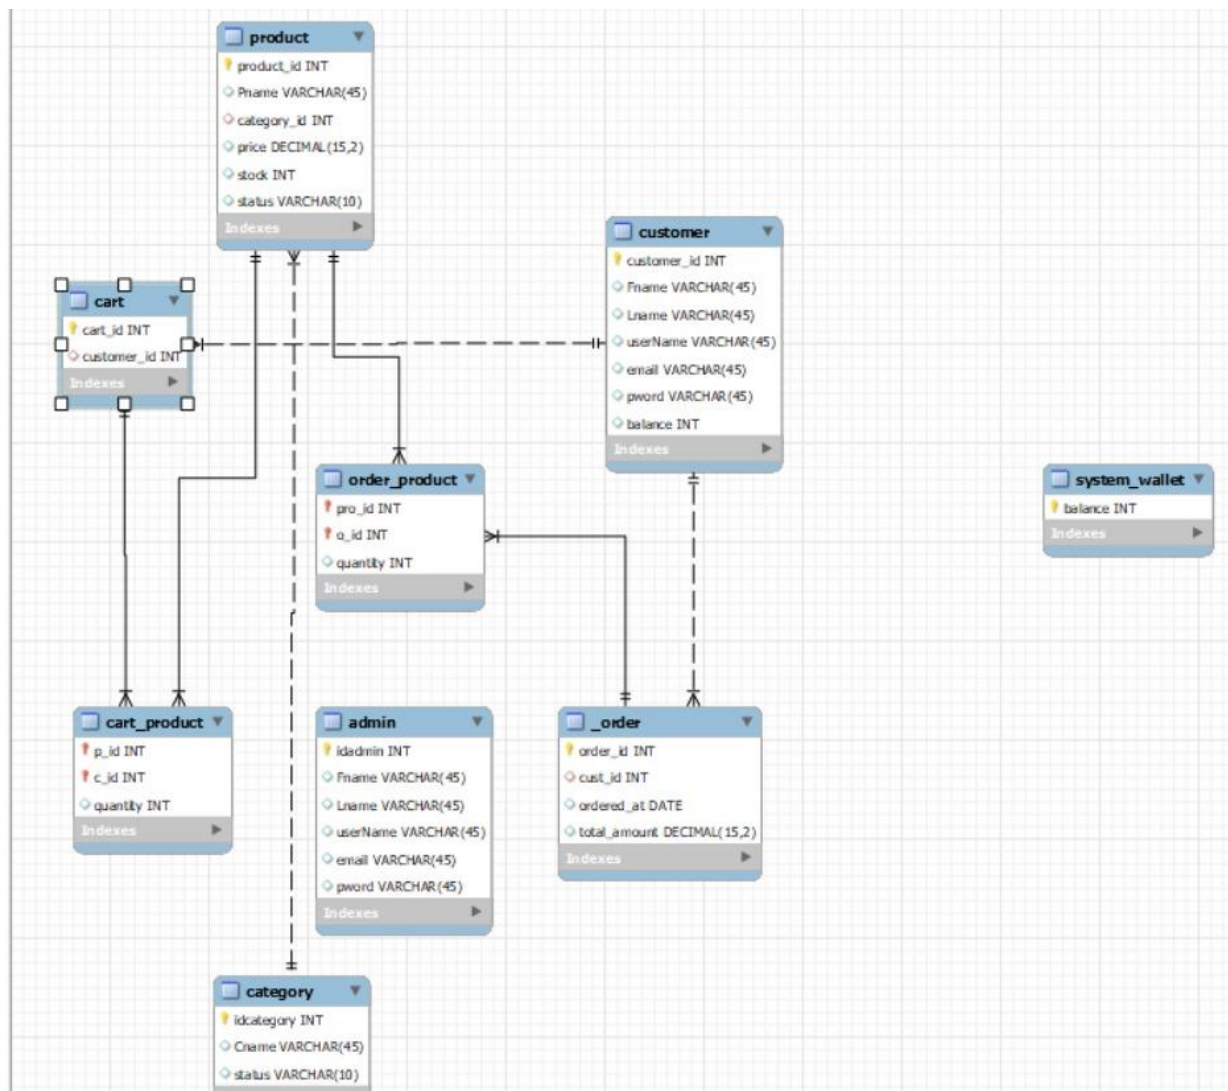 product
product_id INT
Pname VARCHAR(45)
category_id INT
price DECIMAL(15,2)
stock INT
status VARCHAR(10)
Indexes
cart
cart_id INT
customer_id INT
Indexes
customer
customer_id INT
Fname VARCHAR(45)
Lname VARCHAR(45)
userName VARCHAR(45)
email VARCHAR(45)
pword VARCHAR(45)
balance INT
Indexes
order_product
pro_id INT
o_id INT
quantity INT
Indexes
system_wallet
balance INT
Indexes
cart_product
p_id INT
c_id INT
quantity INT
Indexes
admin
idadmin INT
Fname VARCHAR(45)
Lname VARCHAR(45)
userName VARCHAR(45)
email VARCHAR(45)
pword VARCHAR(45)
Indexes
_order
order_id INT
cust_id INT
ordered_at DATE
total_amount DECIMAL(15,2)
Indexes
category
idcategory INT
Cname VARCHAR(45)
status VARCHAR(10)